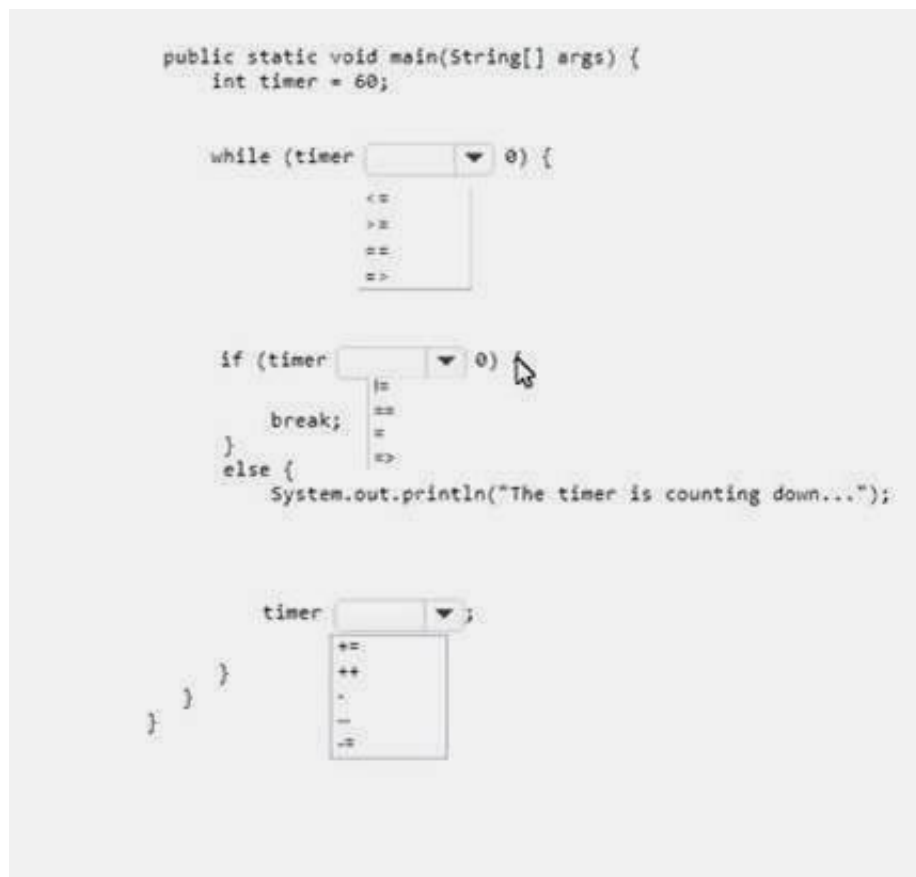 public static void main(String[] args) {
int timer = 60;
while (timer 0) {
<=
>=
==
=>
if (timer 0) {
!=
==
=
=>
break;
}
else {
System.out.println("The timer is counting down...");
timer ;
+=
++
-
--
-=
}
}
}